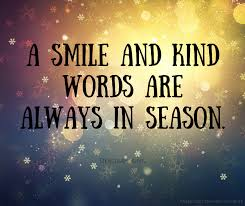 A SMILE AND KIND
WORDS ARE
ALWAYS IN SEASON.